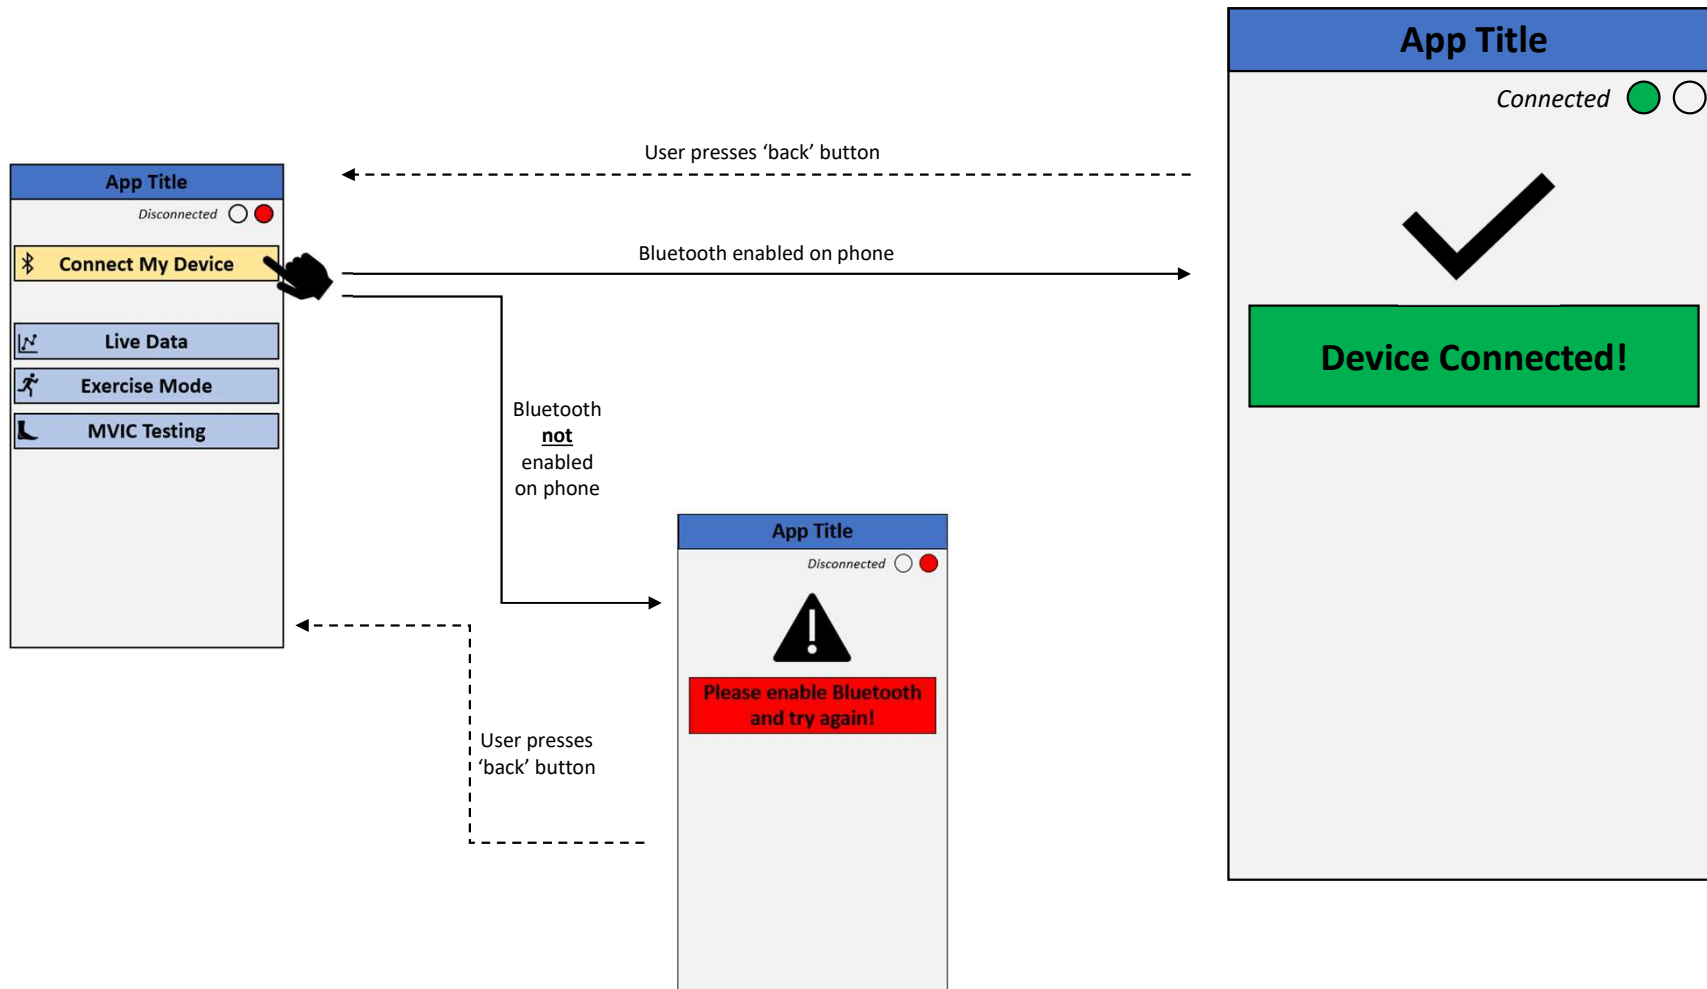 App Title
Connected
User presses ‘back’ button
App Title
Disconnected
Connect My Device
Bluetooth enabled on phone
Live Data
Exercise Mode
MVIC Testing
Device Connected!
Bluetooth
not
enabled
on phone
App Title
Disconnected
Please enable Bluetooth
and try again!
User presses
‘back’ button